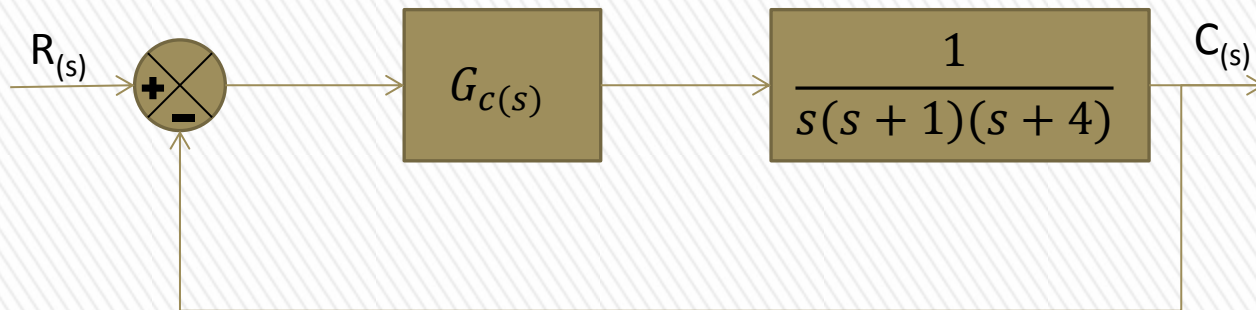 R(s)
+
−
Gc(s)
1
s(s + 1)(s + 4)
C(s)